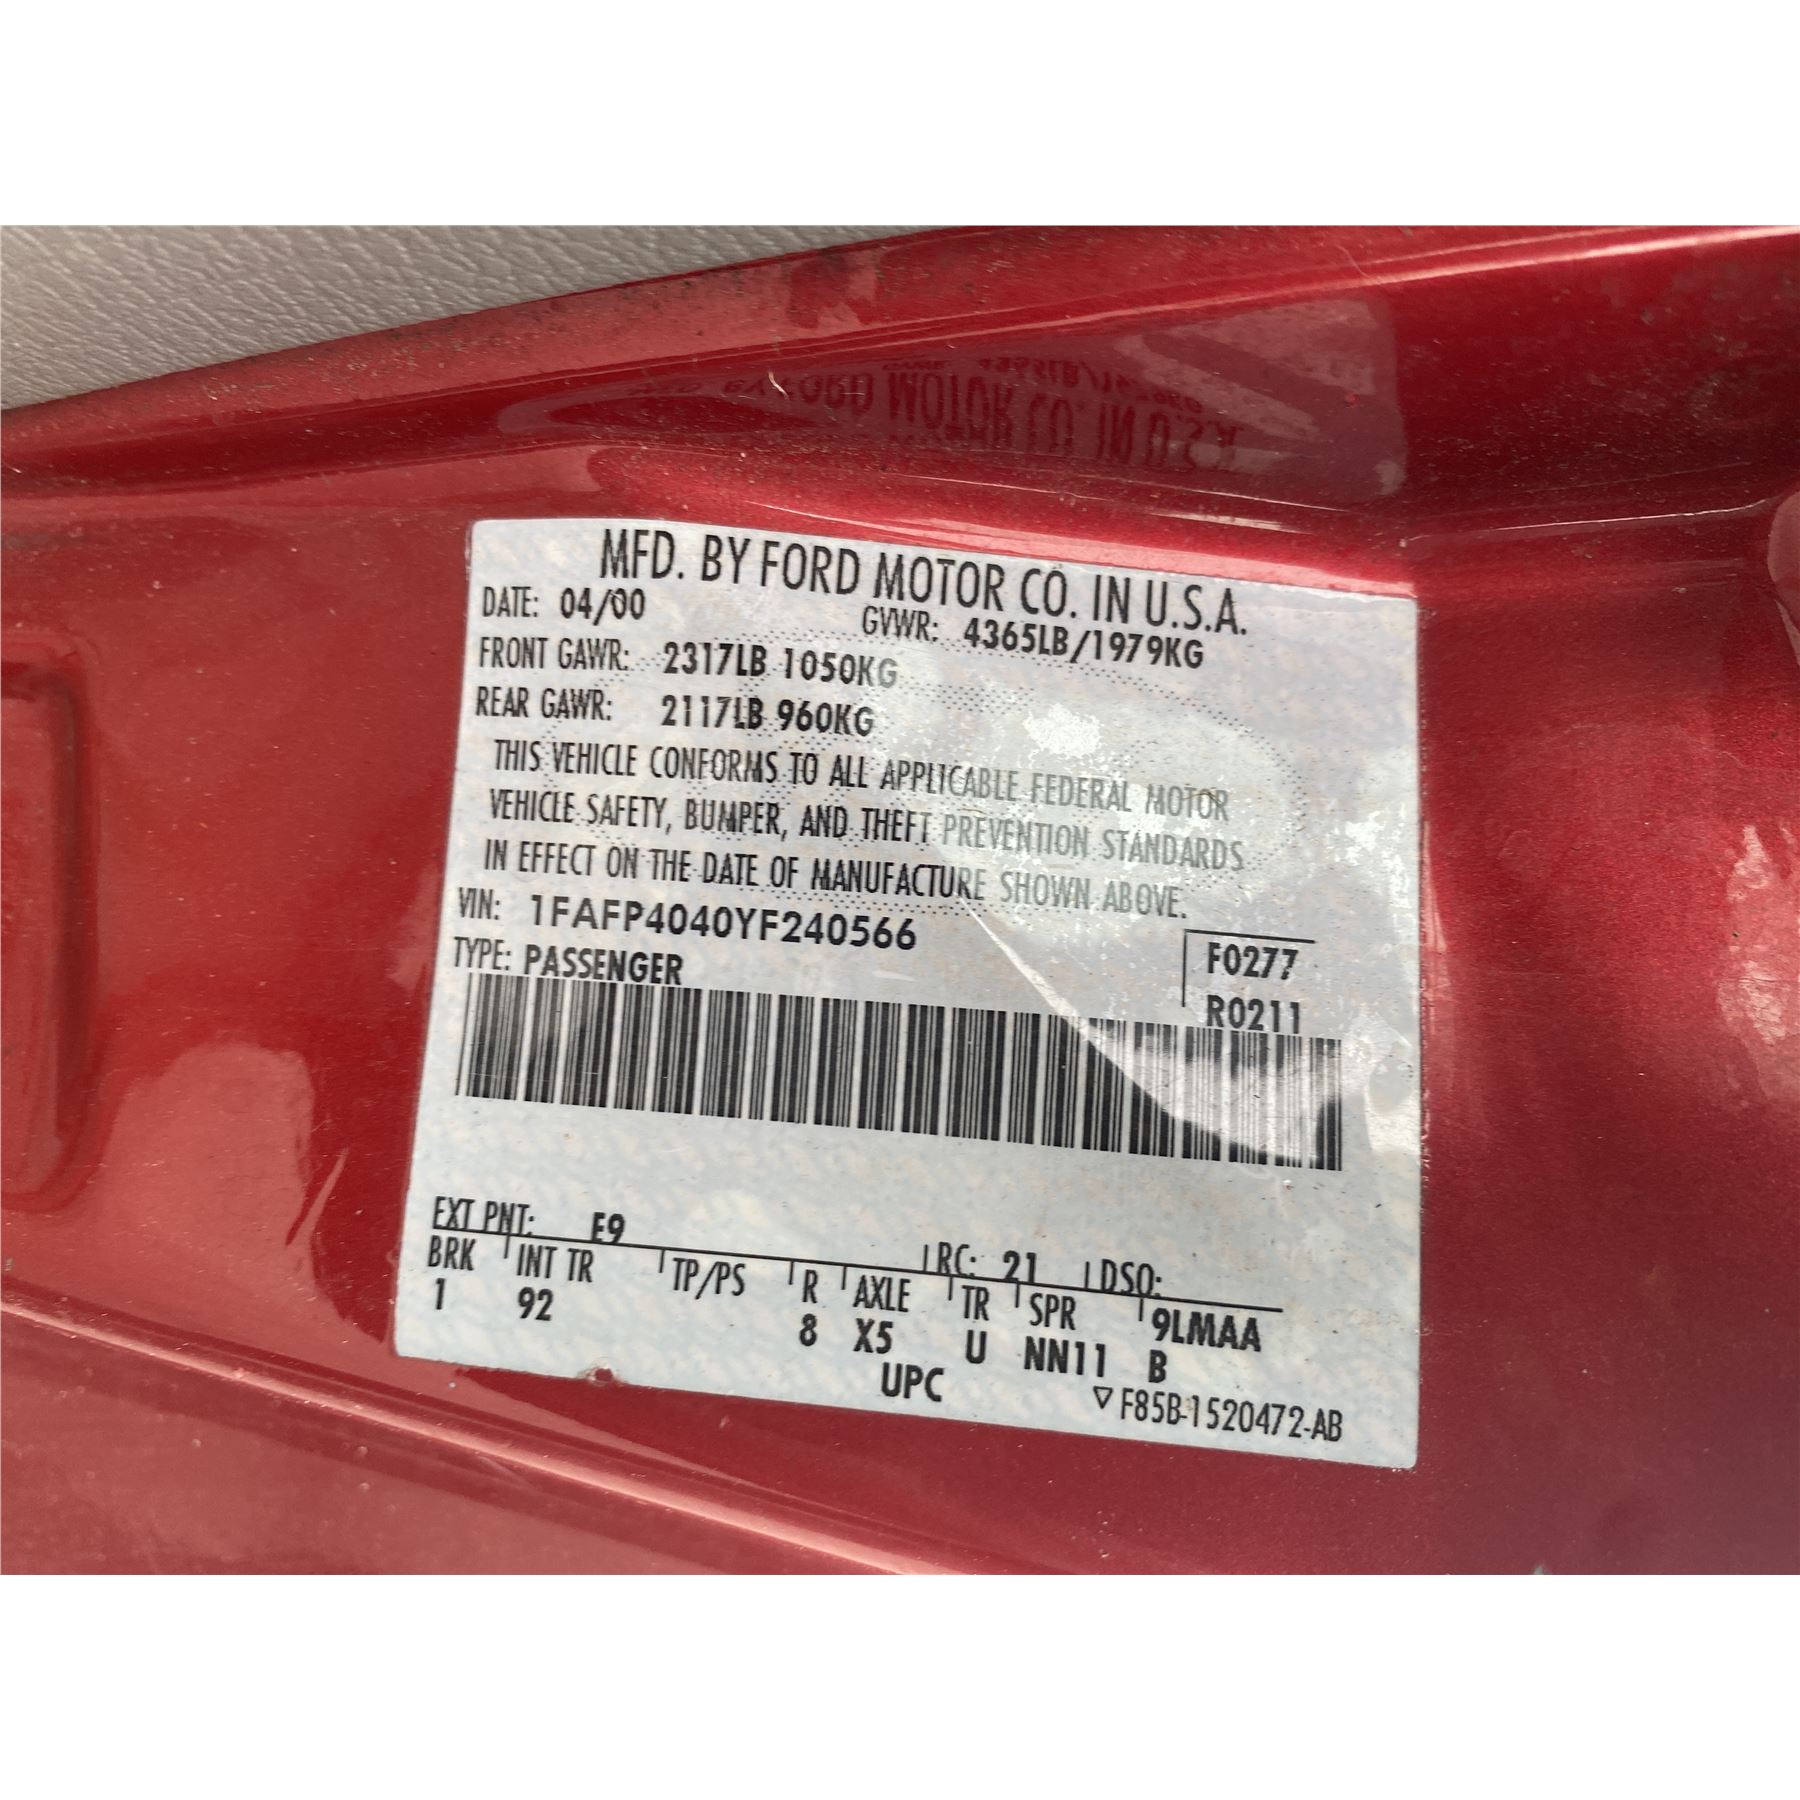 MFD. BY FORD MOTOR CO. IN U.S.A.
DATE: 04/00 GVWR: 4365LB/1979KG
FRONT GAWR: 2317LB 1050KG
REAR GAWR: 2117LB 960KG
THIS VEHICLE CONFORMS TO ALL APPLICABLE FEDERAL MOTOR
VEHICLE SAFETY, BUMPER, AND THEFT PREVENTION STANDARDS
IN EFFECT ON THE DATE OF MANUFACTURE SHOWN ABOVE.
VIN: 1FAFP4040YF240566
F0277
TYPE: PASSENGER
R0211
EXT PNT: E9 RC: 21 DSO:
BRK INT TR TP/PS R AXLE TR SPR 9LMAA
1 92 8 X5 U NN11 B
UPC
▽ F85B-1520472-AB